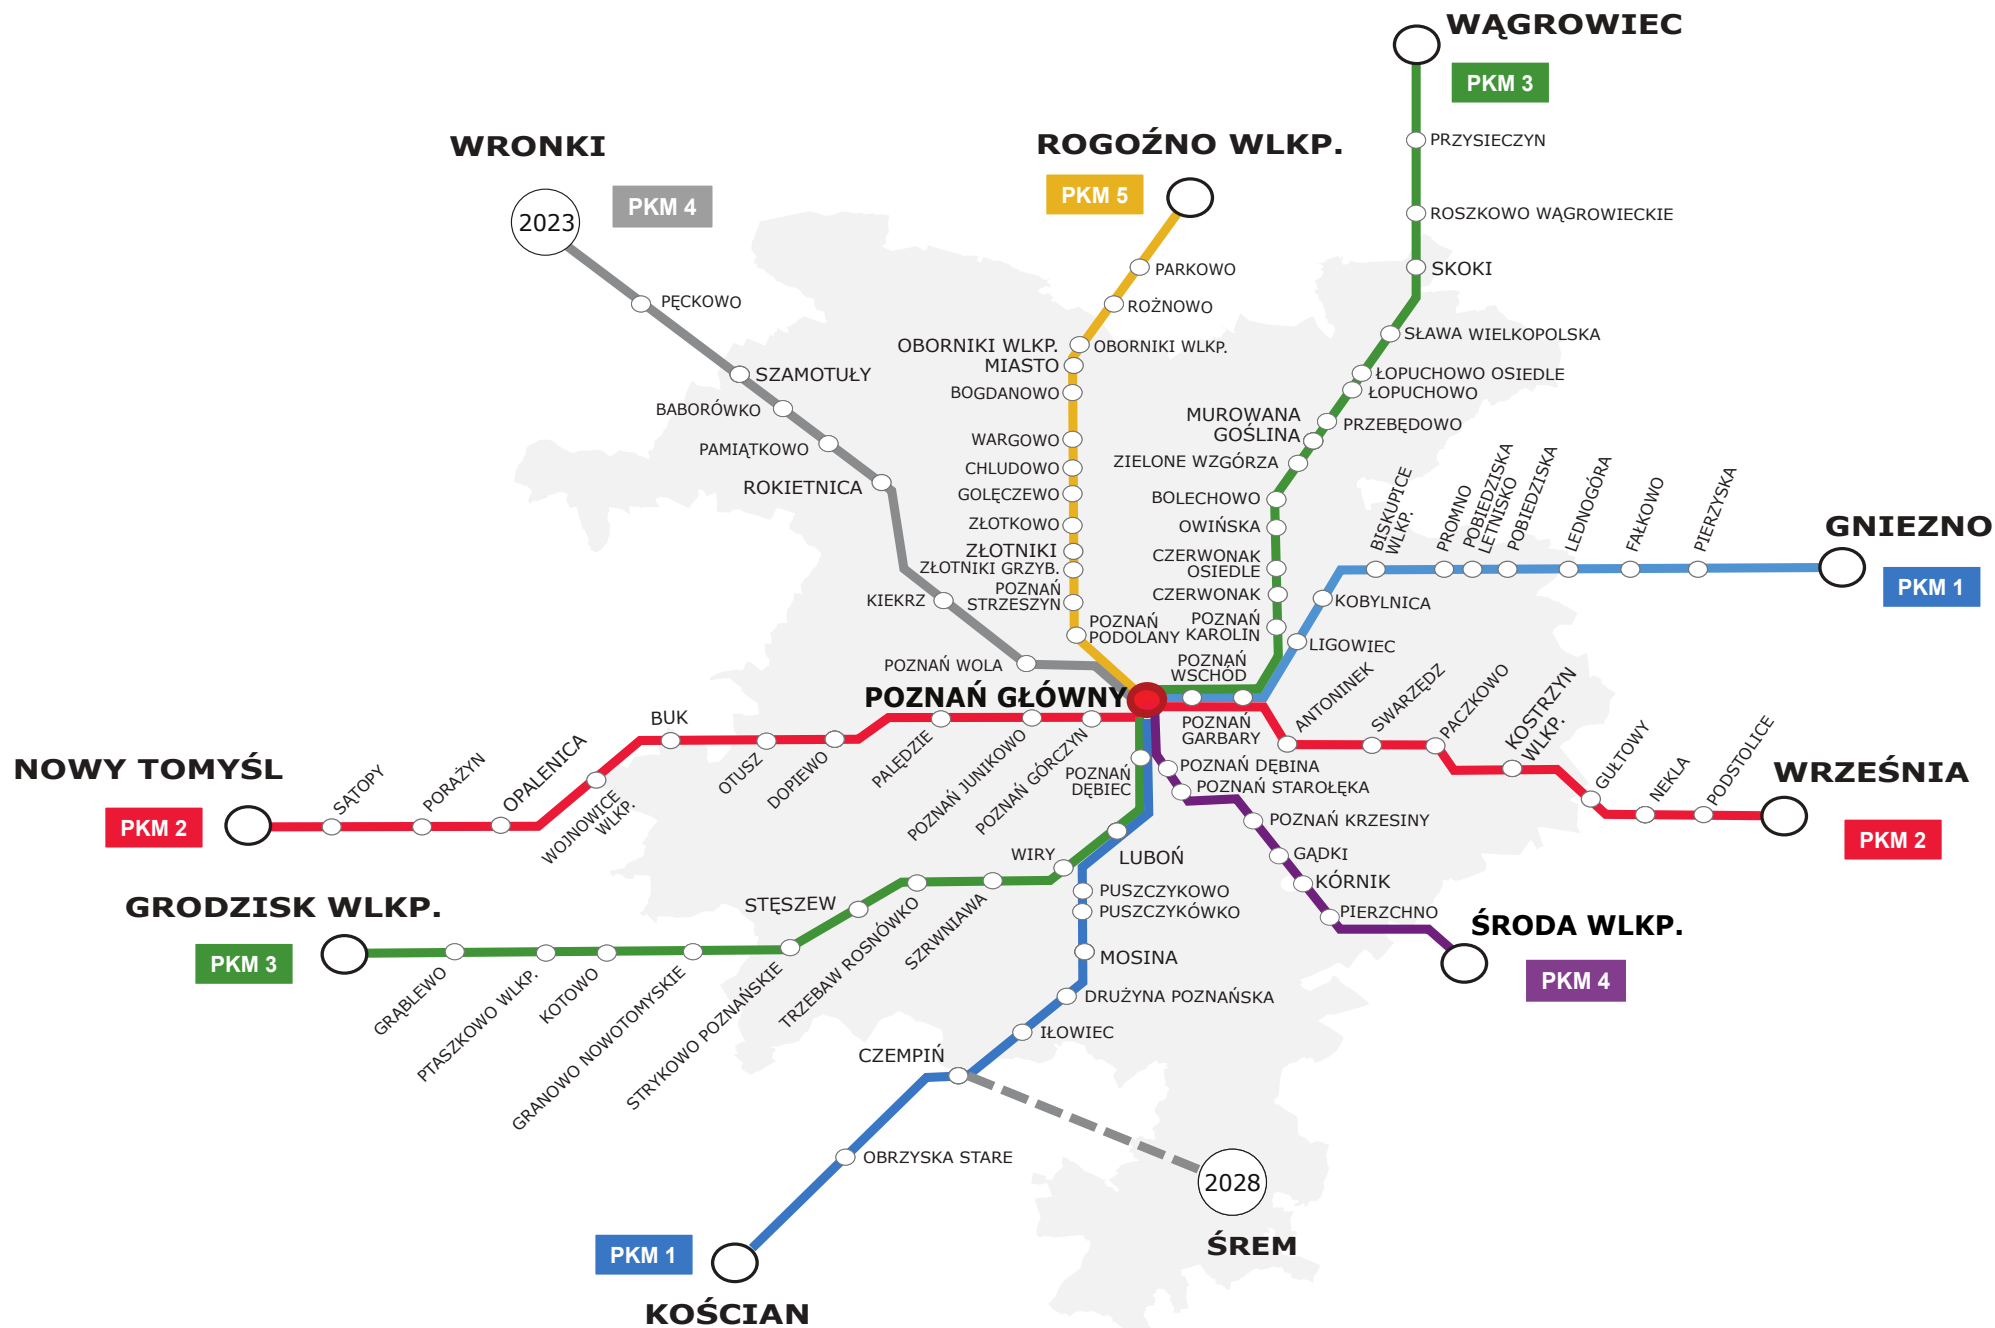 WĄGROWIEC
PKM 3
PRZYSIECZYN
ROSZKOWO WĄGROWIECKIE
SKOKI
SŁAWA WIELKOPOLSKA
ŁOPUCHOWO OSIEDLE
ŁOPUCHOWO
PRZEBĘDOWO
MUROWANA
GOŚLINA
ZIELONE WZGÓRZA
BOLECHOWO
OWIŃSKA
CZERWONAK
OSIEDLE
CZERWONAK
POZNAŃ
KAROLIN
POZNAŃ
WSCHÓD
POZNAŃ
GARBARY
WRONKI
2023
PKM 4
PĘCKOWO
SZAMOTUŁY
BABORÓWKO
PAMIĄTKOWO
ROKIETNICA
KIEKRZ
POZNAŃ WOLA
ROGOŹNO WLKP.
PKM 5
PARKOWO
ROŻNOWO
OBORNIKI WLKP.
OBORNIKI WLKP.
MIASTO
BOGDANOWO
WARGOWO
CHLUDOWO
GOLĘCZEWO
ZŁOTKOWO
ZŁOTNIKI
ZŁOTNIKI GRZYB.
POZNAŃ
STRZESZYN
POZNAŃ
PODOLANY
POZNAŃ GŁÓWNY
GNIEZNO
PKM 1
PIERZYSKA
FAŁKOWO
LEDNOGÓRA
POBIEDZISKA
POBIEDZISKA
LETNISKO
PROMNO
BISKUPICE
WLKP.
KOBYLNICA
LIGOWIEC
ANTONINEK
SWARZĘDZ
PACZKOWO
KOSTRZYN
WLKP.
GUŁTOWY
NEKLA
PODSTOLICE
WRZEŚNIA
PKM 2
NOWY TOMYŚL
PKM 2
SĄTOPY
PORAŻYN
OPALENICA
WOJNOWICE
WLKP.
BUK
OTUSZ
DOPIEWO
PALĘDZIE
POZNAŃ JUNIKOWO
POZNAŃ GÓRCZYN
POZNAŃ
DĘBIEC
POZNAŃ DĘBINA
POZNAŃ STAROŁĘKA
POZNAŃ KRZESINY
GĄDKI
KÓRNIK
PIERZCHNO
ŚRODA WLKP.
PKM 4
GRODZISK WLKP.
PKM 3
GRĄBLEWO
PTASZKOWO WLKP.
KOTOWO
GRANOWO NOWOTOMYSKIE
STRYKOWO POZNAŃSKIE
STĘSZEW
TRZEBAW ROSNÓWKO
SZRWNIAWA
WIRY
LUBOŃ
PUSZCZYKOWO
PUSZCZYKÓWKO
MOSINA
DRUŻYNA POZNAŃSKA
IŁOWIEC
CZEMPIŃ
OBRZYSKA STARE
PKM 1
KOŚCIAN
2028
ŚREM